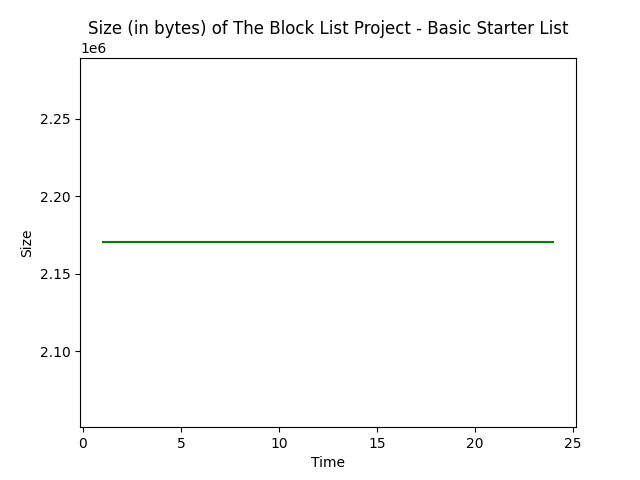 Size (in bytes) of The Block List Project - Basic Starter List
1e6
2.25
2.20
2.15
2.10
Size
0 5 10 15 20 25
Time